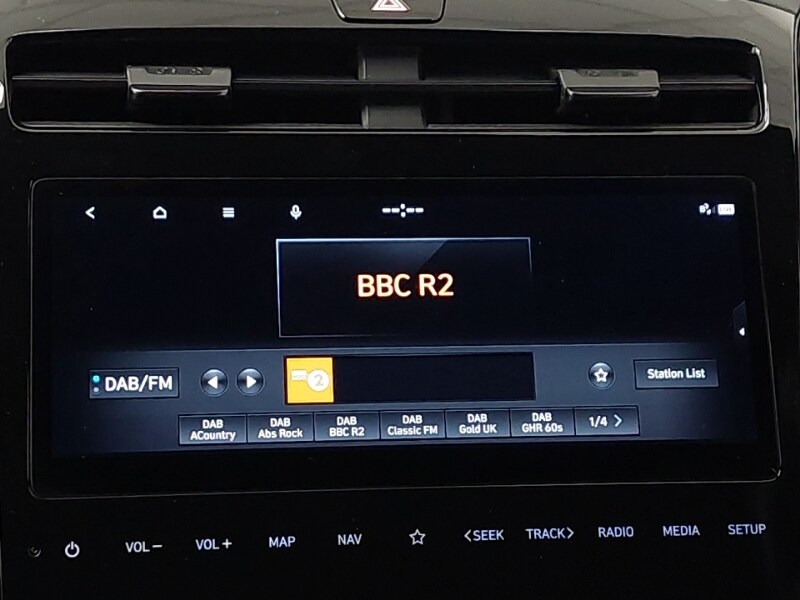 BBC R2
DAB/FM
2
Station List
DAB DAB DAB DAB DAB DAB
ACountry Abs Rock BBC R2 Classic FM Gold UK GHR 60s 1/4 >
VOL− VOL+ MAP NAV <SEEK TRACK> RADIO MEDIA SETUP